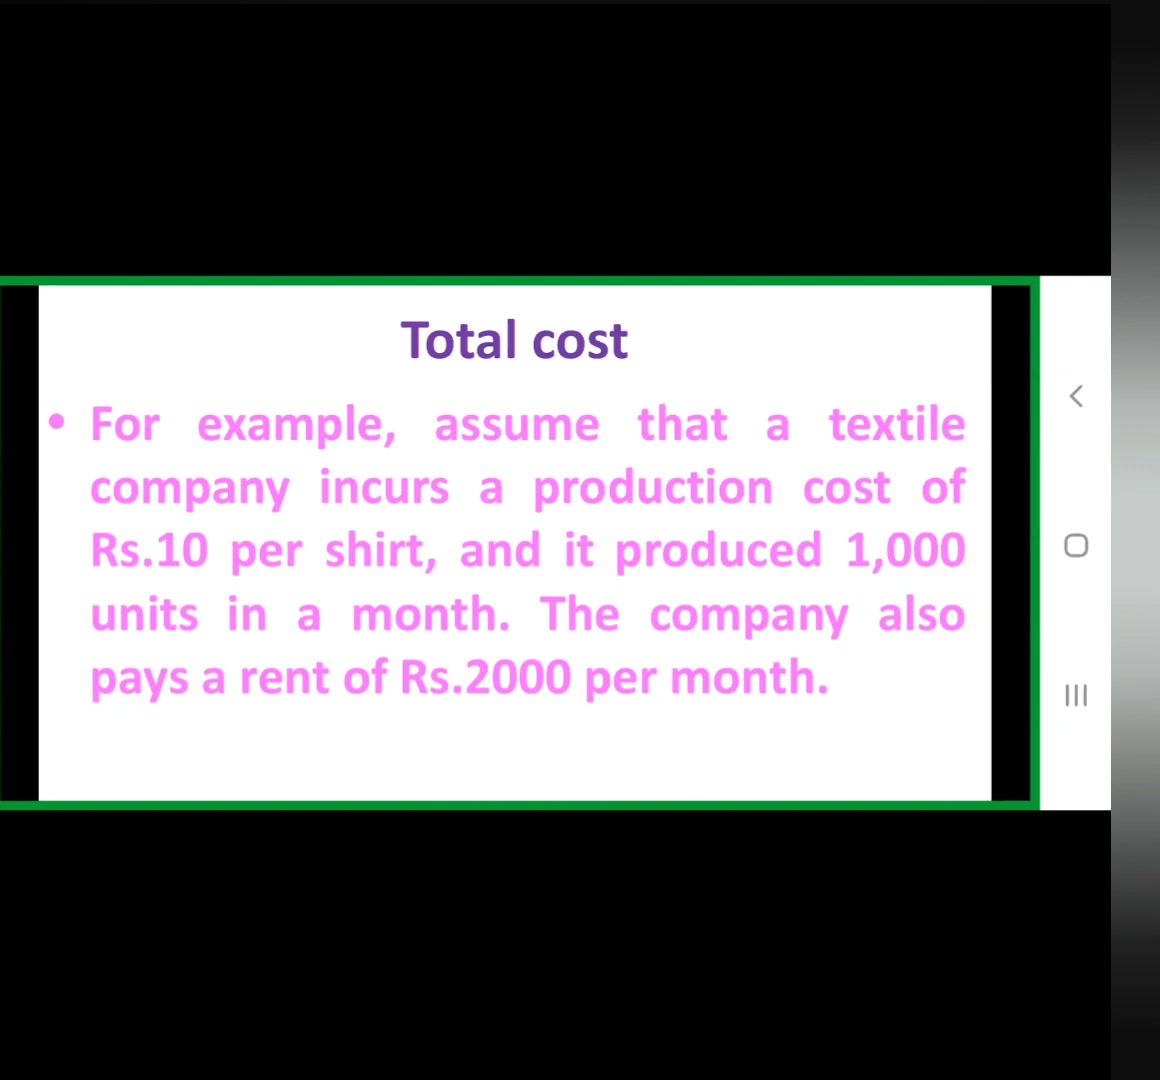 Total cost
• For example, assume that a textile
company incurs a production cost of
Rs.10 per shirt, and it produced 1,000
units in a month. The company also
pays a rent of Rs.2000 per month.